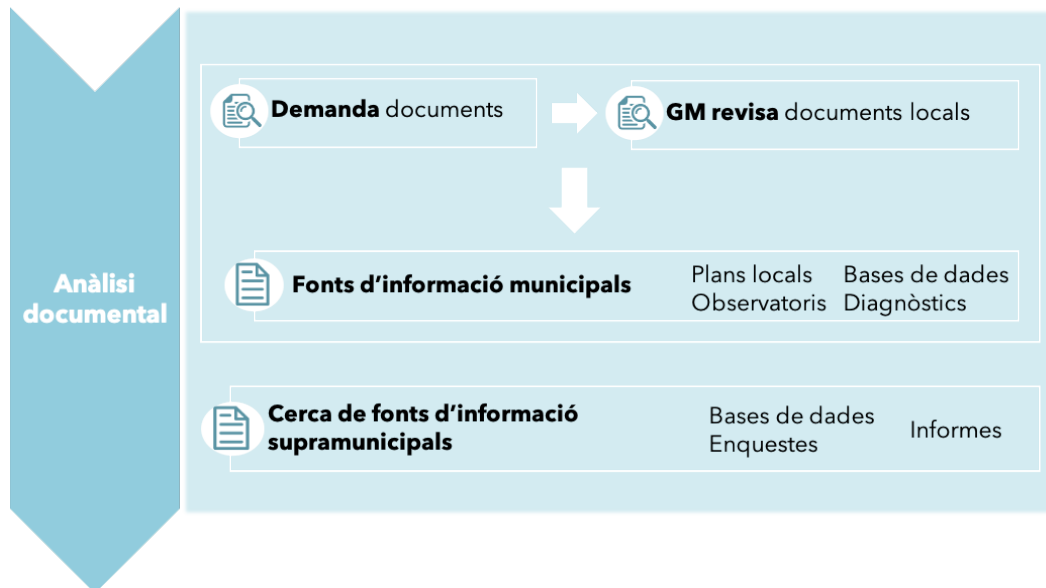 Demanda documents
GM revisa documents locals
Anàlisi
documental
Fonts d’informació municipals
Plans locals
Observatoris
Bases de dades
Diagnòstics
Cerca de fonts d’informació
supramunicipals
Bases de dades
Enquestes
Informes